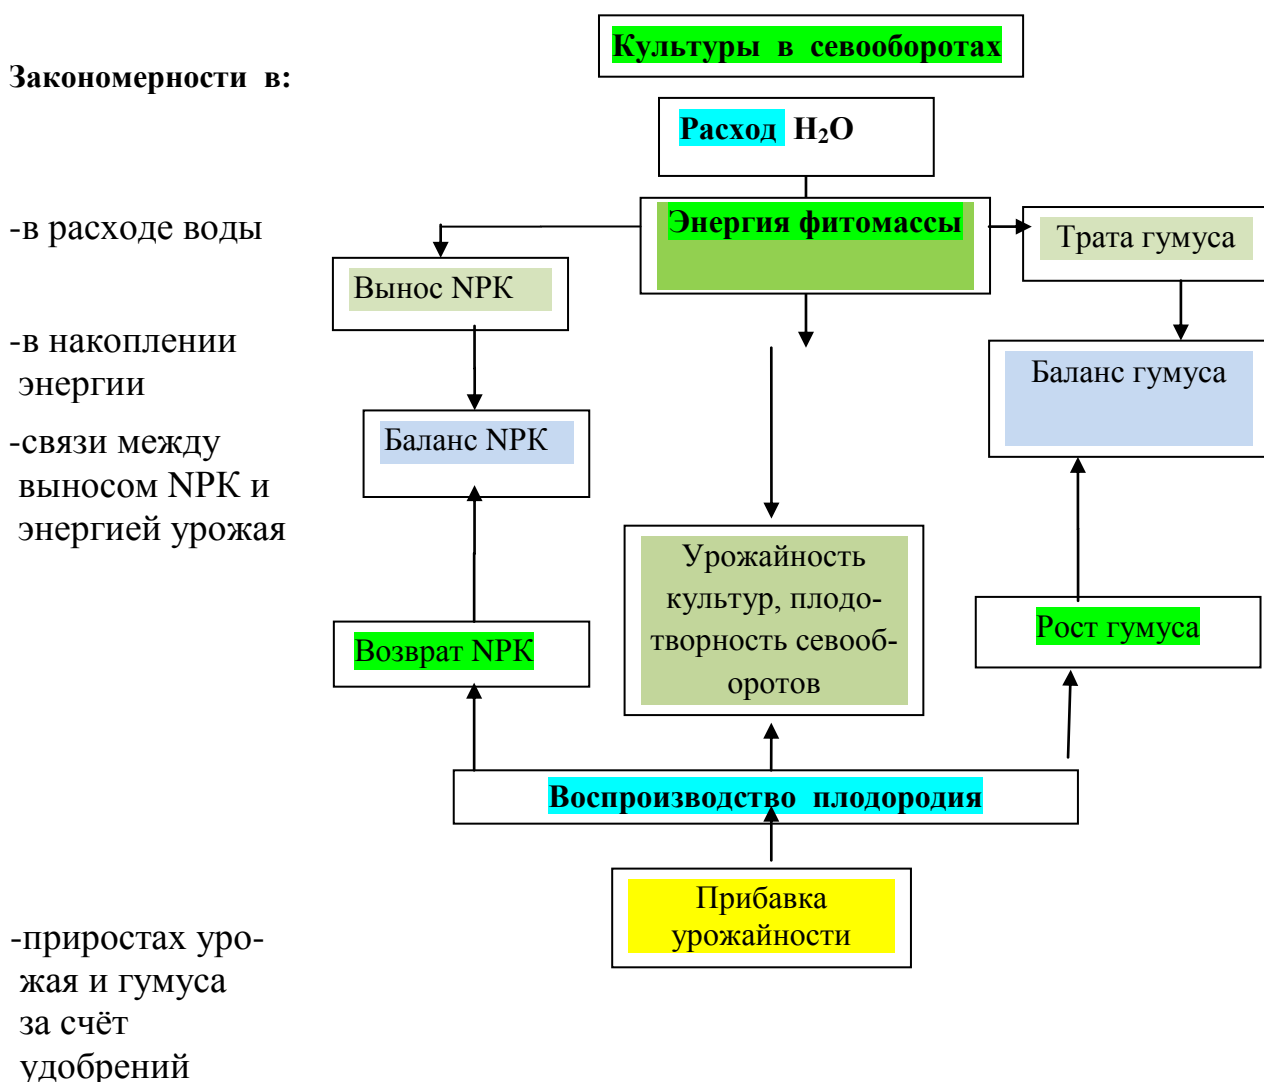 Культуры в севооборотах
Закономерности в:
Расход H₂O
-в расходе воды
Энергия фитомассы
Трата гумуса
Вынос NPK
-в накоплении
энергии
Баланс гумуса
-связи между
выносом NPK и
энергией урожая
Баланс NPK
Урожайность
культур, плодо-
творность севооб-
оротов
Возврат NPK
Рост гумуса
Воспроизводство плодородия
Прибавка
урожайности
-приростах уро-
жая и гумуса
за счёт
удобрений